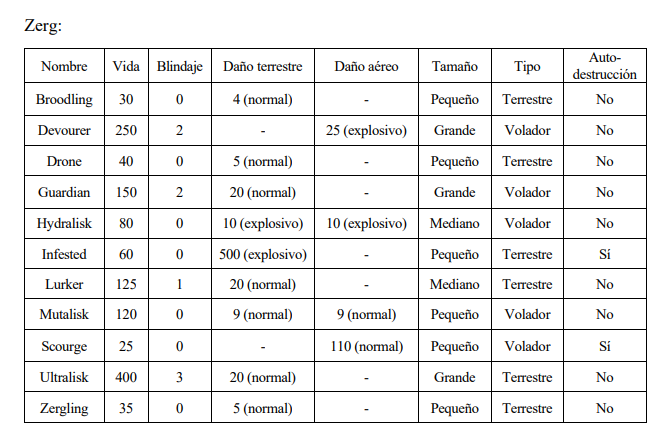 Zerg:
Nombre Vida Blindaje Daño terrestre Daño aéreo Tamaño Tipo Auto-
destrucción
Broodling 30 0 4 (normal) - Pequeño Terrestre No
Devourer 250 2 - 25 (explosivo) Grande Volador No
Drone 40 0 5 (normal) - Pequeño Terrestre No
Guardian 150 2 20 (normal) - Grande Volador No
Hydralisk 80 0 10 (explosivo) 10 (explosivo) Mediano Volador No
Infested 60 0 500 (explosivo) - Pequeño Terrestre Sí
Lurker 125 1 20 (normal) - Mediano Terrestre No
Mutalisk 120 0 9 (normal) 9 (normal) Pequeño Volador No
Scourge 25 0 - 110 (normal) Pequeño Volador Sí
Ultralisk 400 3 20 (normal) - Grande Terrestre No
Zergling 35 0 5 (normal) - Pequeño Terrestre No